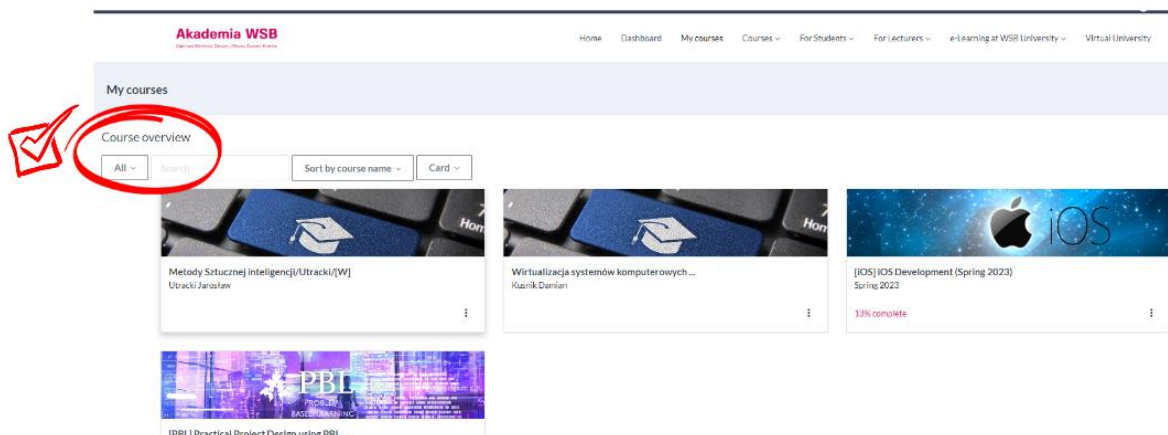 Akademia WSB
Home Dashboard My courses Courses For Students For Lecturers e-Learning at WSB University Virtual University
My courses
Course overview
All Search Sort by course name Card
Hom
7
Hom
iOS
Metody Sztucznej inteligencji/Utracki/[W]
Utracki Jarosław
Wirtualizacja systemów komputerowych ...
Kusnik Damian
[iOS] iOS Development (Spring 2023)
Spring 2023
13% complete
PBL
PROBLEM
BASED LEARNING
[PBL] Practical Project Design using PBL